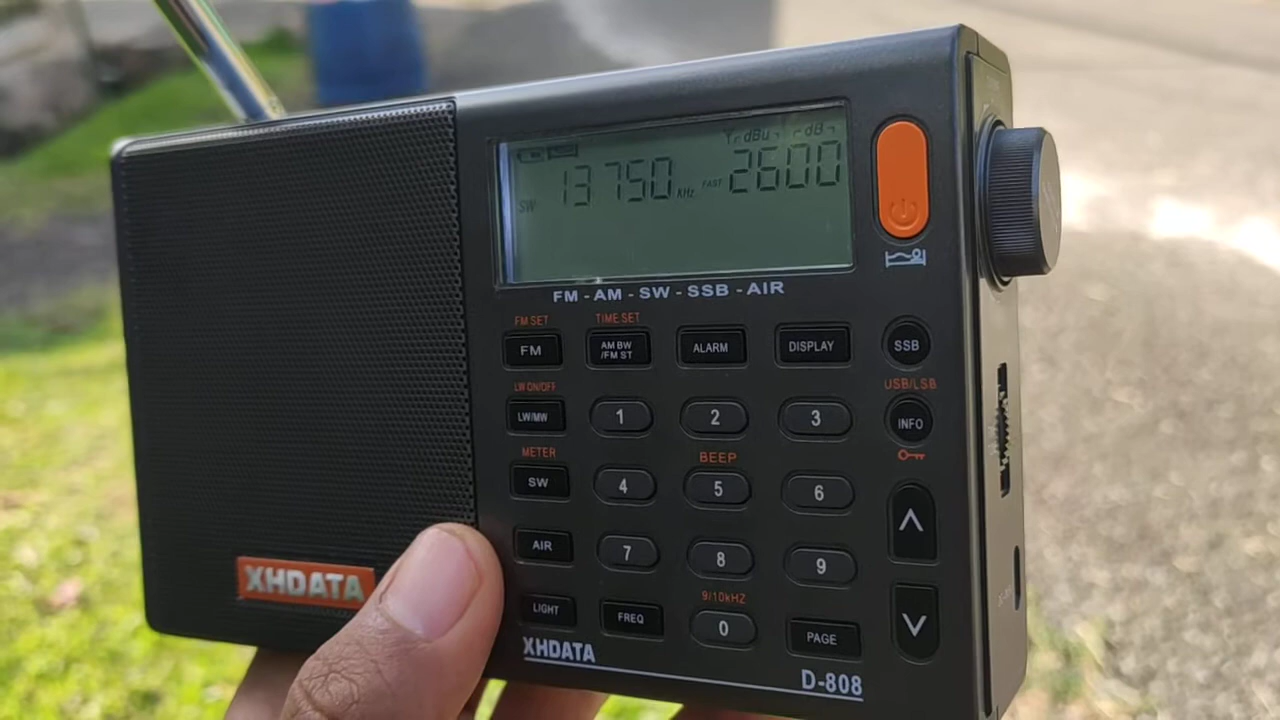 dBu dB
13750 KHz FAST 2600
SW
FM - AM - SW - SSB - AIR
FM SET TIME SET
FM AM BW /FM ST ALARM DISPLAY SSB
LW ON/OFF USB/LSB
LW/MW 1 2 3 INFO
METER BEEP
SW 4 5 6
AIR 7 8 9
9/10kHZ
LIGHT FREQ 0 PAGE
XHDATA
XHDATA
D-808